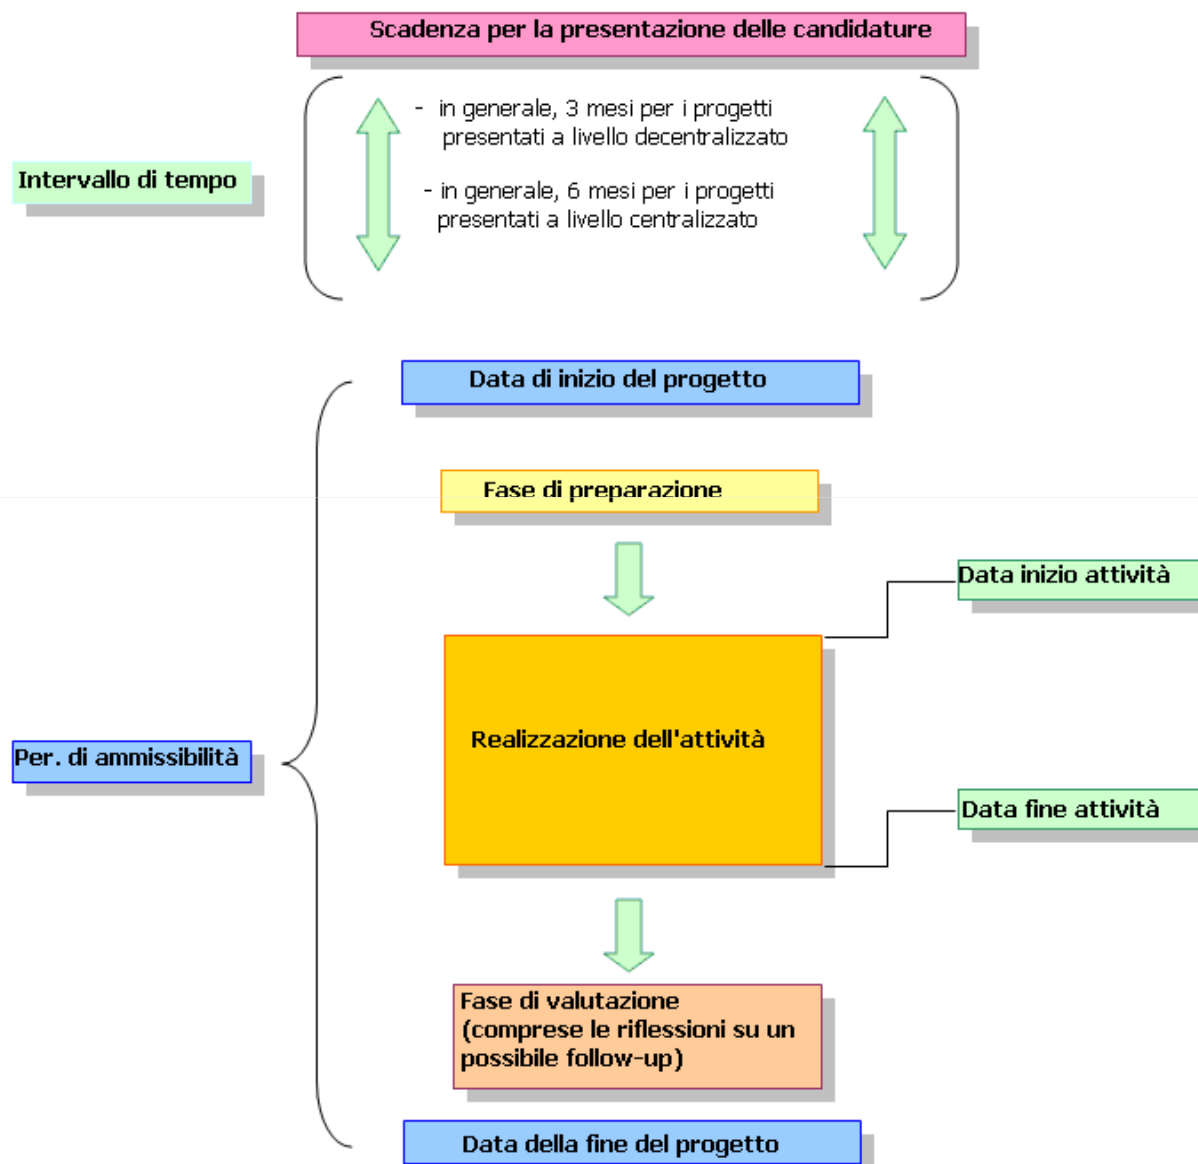 Scadenza per la presentazione delle candidature
- in generale, 3 mesi per i progetti
presentati a livello decentralizzato
Intervallo di tempo
- in generale, 6 mesi per i progetti
presentati a livello centralizzato
Data di inizio del progetto
Fase di preparazione
Data inizio attività
Realizzazione dell'attività
Per. di ammissibilità
Data fine attività
Fase di valutazione
(comprese le riflessioni su un
possibile follow-up)
Data della fine del progetto